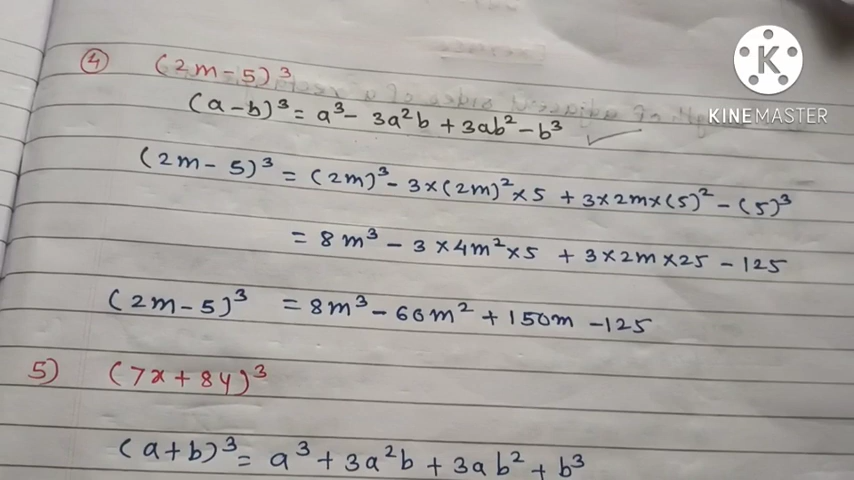 ④ (2m-5)³
(a-b)³ = a³ - 3a²b + 3ab² - b³
(2m-5)³ = (2m)³ - 3×(2m)²×5 + 3×2m×(5)² - (5)³
= 8m³ - 3×4m²×5 + 3×2m×25 - 125
(2m-5)³ = 8m³ - 60m² + 150m - 125
5) (7x+8y)³
(a+b)³ = a³ + 3a²b + 3ab² + b³
K
KINEMASTER